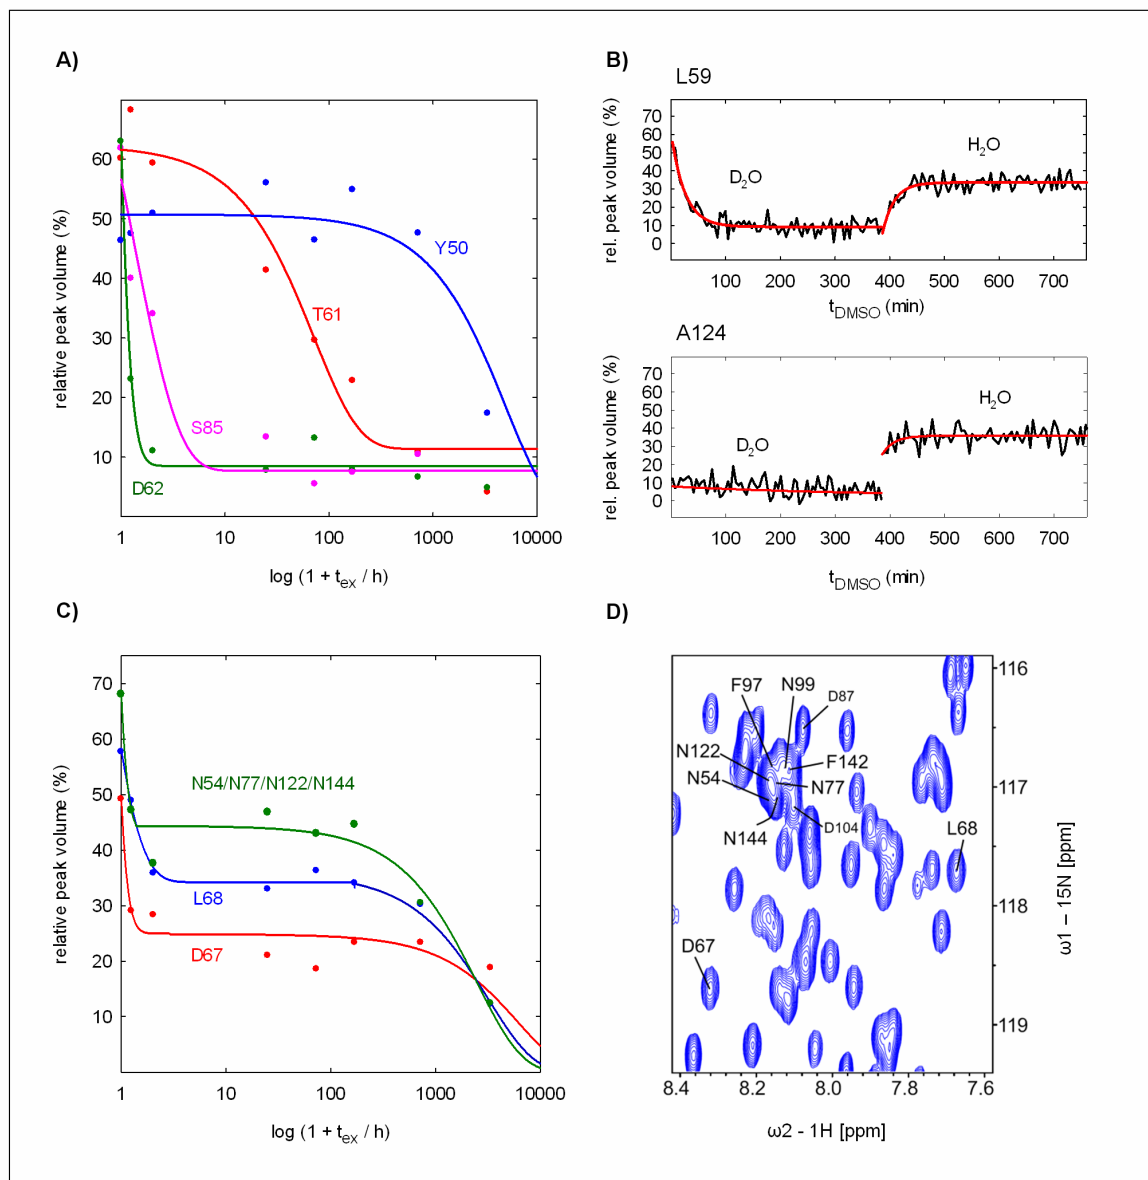 A)
relative peak volume (%)
60
50
40
30
20
10
Y50
T61
S85
D62
1
10
100
1000
10000
log (1 + tex / h)
B)
L59
rel. peak volume (%)
70
60
50
40
30
20
10
0
D2O
H2O
100 200 300 400 500 600 700
tDMSO (min)
A124
rel. peak volume (%)
70
60
50
40
30
20
10
0
D2O
H2O
100 200 300 400 500 600 700
tDMSO (min)
C)
relative peak volume (%)
70
60
50
40
30
20
10
N54/N77/N122/N144
L68
D67
1 10 100 1000 10000
log (1 + tex / h)
D)
F97 N99 D87
N122 F142
N54 N77
N144 D104
L68
D67
116
117
118
119
ω1 – 15N [ppm]
8.4 8.2 8.0 7.8 7.6
ω2 - 1H [ppm]